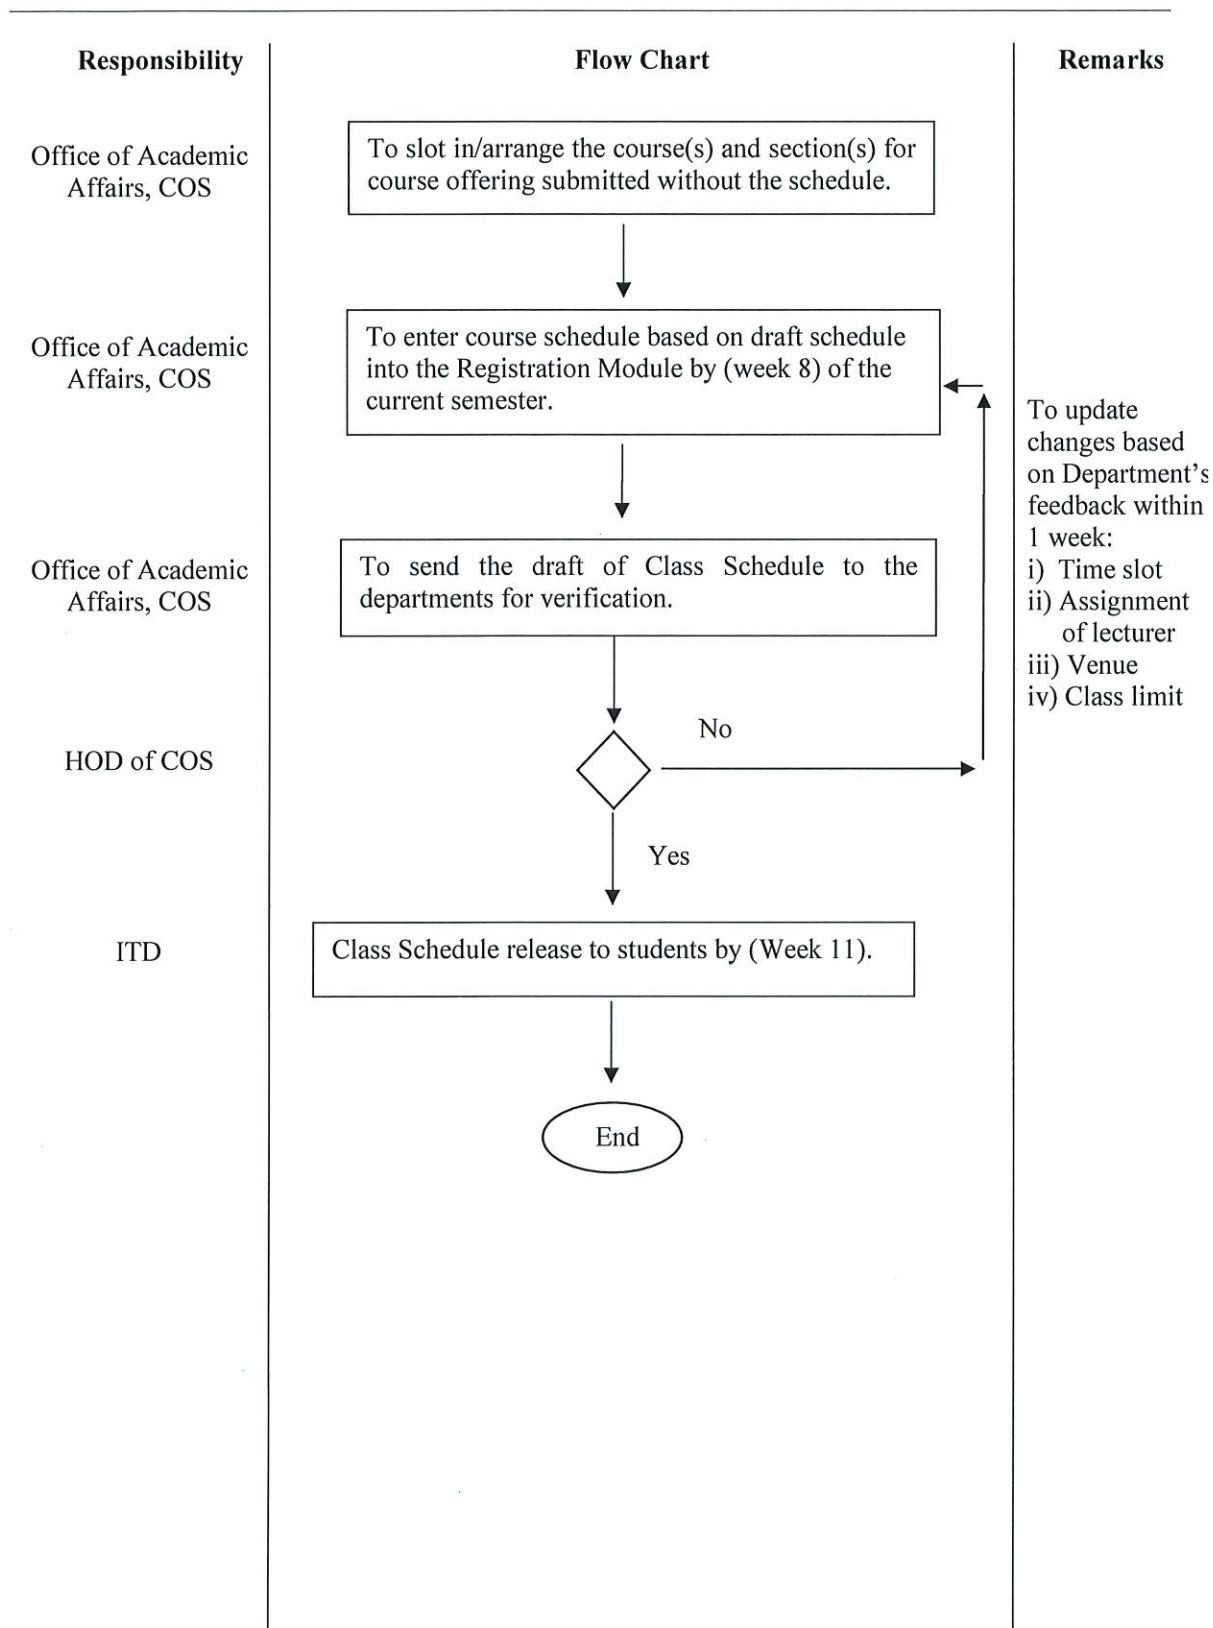 Responsibility
Flow Chart
Remarks
Office of Academic
Affairs, COS
To slot in/arrange the course(s) and section(s) for
course offering submitted without the schedule.
Office of Academic
Affairs, COS
To enter course schedule based on draft schedule
into the Registration Module by (week 8) of the
current semester.
To update
changes based
on Department's
feedback within
1 week:
i) Time slot
ii) Assignment
of lecturer
iii) Venue
iv) Class limit
Office of Academic
Affairs, COS
To send the draft of Class Schedule to the
departments for verification.
HOD of COS
No
Yes
ITD
Class Schedule release to students by (Week 11).
End